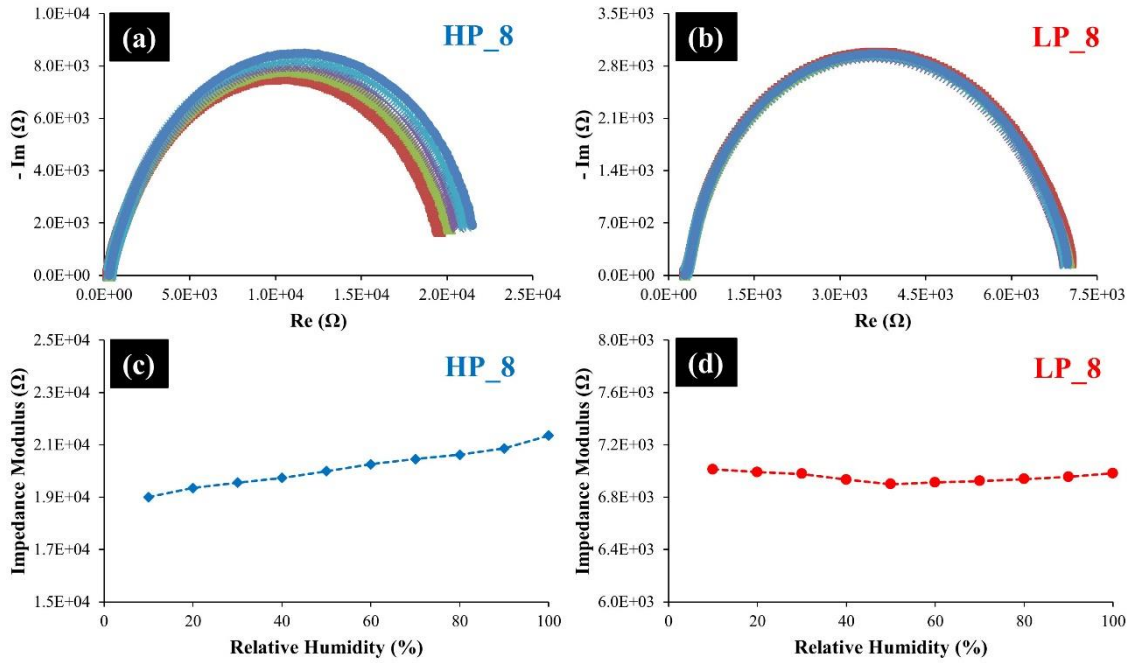 (a)
HP_8
- Im (Ω)
1.0E+04
8.0E+03
6.0E+03
4.0E+03
2.0E+03
0.0E+00
0.0E+00 5.0E+03 1.0E+04 1.5E+04 2.0E+04 2.5E+04
Re (Ω)
(b)
LP_8
- Im (Ω)
3.5E+03
2.8E+03
2.1E+03
1.4E+03
7.0E+02
0.0E+00
0.0E+00 1.5E+03 3.0E+03 4.5E+03 6.0E+03 7.5E+03
Re (Ω)
(c)
HP_8
Impedance Modulus (Ω)
2.5E+04
2.3E+04
2.1E+04
1.9E+04
1.7E+04
1.5E+04
0 20 40 60 80 100
Relative Humidity (%)
(d)
LP_8
Impedance Modulus (Ω)
8.0E+03
7.6E+03
7.2E+03
6.8E+03
6.4E+03
6.0E+03
0 20 40 60 80 100
Relative Humidity (%)